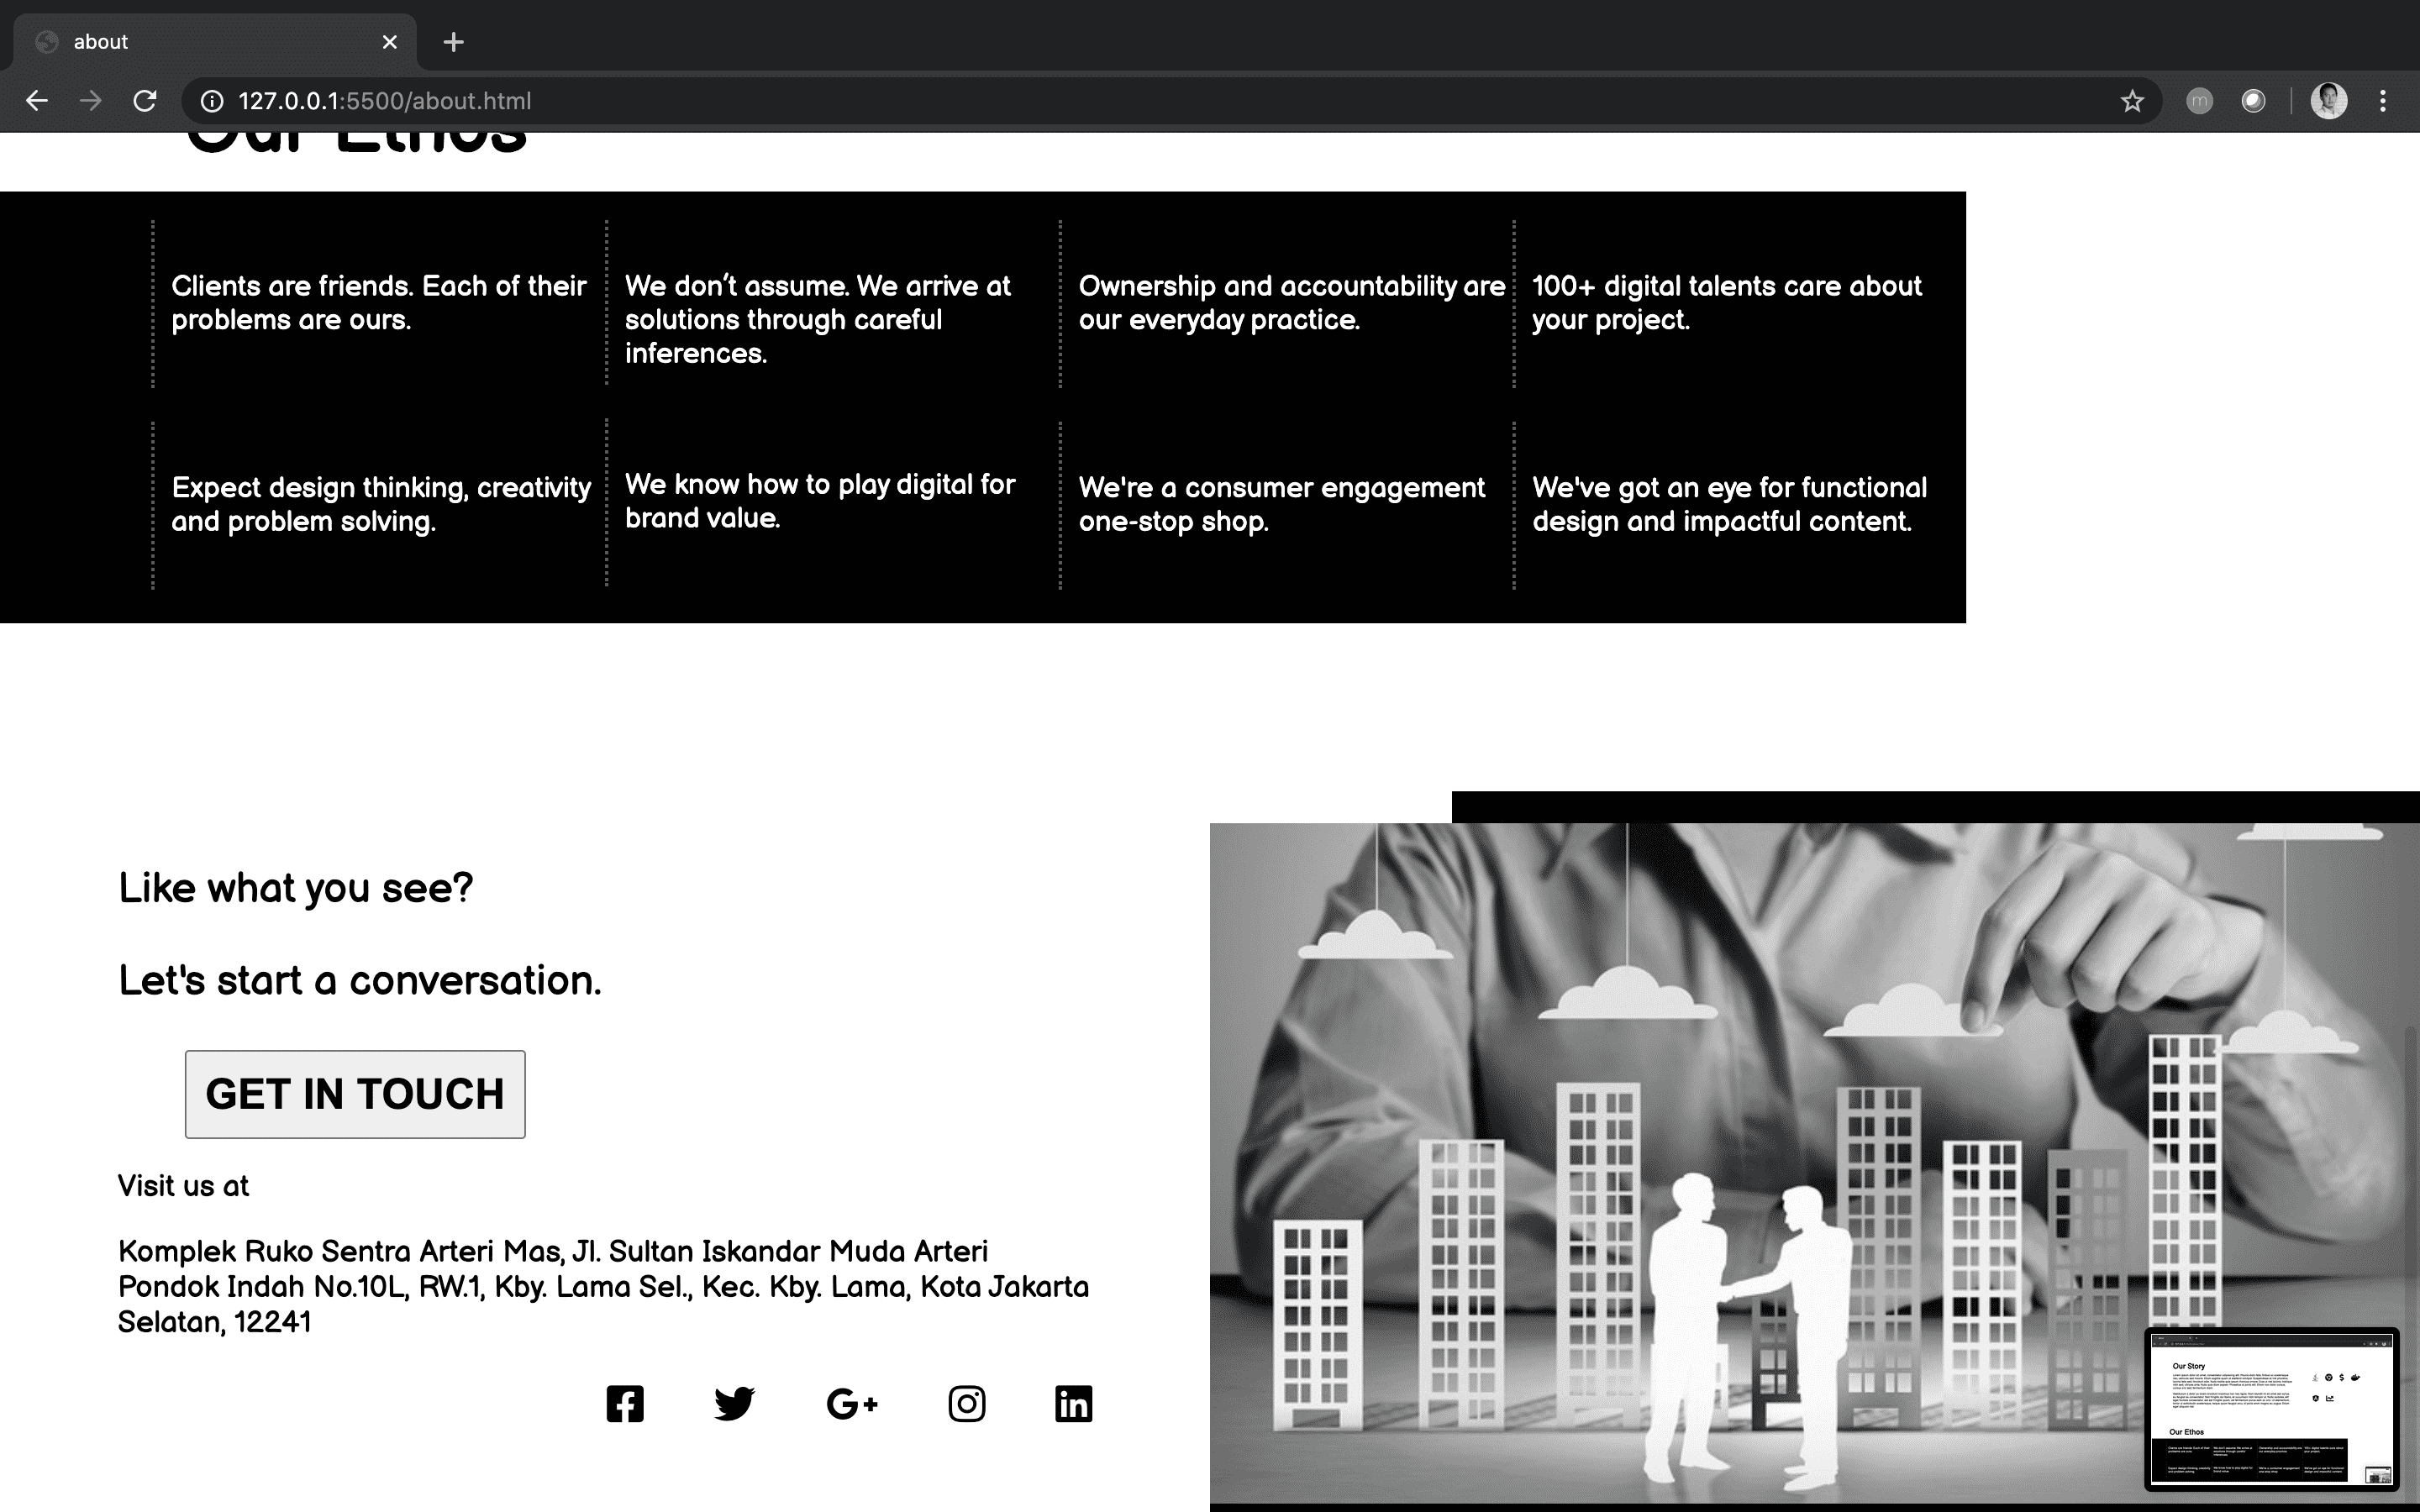 about
127.0.0.1:5500/about.html
Our Ethos
Clients are friends. Each of their
problems are ours.
We don't assume. We arrive at
solutions through careful
inferences.
Ownership and accountability are
our everyday practice.
100+ digital talents care about
your project.
Expect design thinking, creativity
and problem solving.
We know how to play digital for
brand value.
We're a consumer engagement
one-stop shop.
We've got an eye for functional
design and impactful content.
Like what you see?
Let's start a conversation.
GET IN TOUCH
Visit us at
Komplek Ruko Sentra Arteri Mas, Jl. Sultan Iskandar Muda Arteri
Pondok Indah No.10L, RW.1, Kby. Lama Sel., Kec. Kby. Lama, Kota Jakarta
Selatan, 12241
Our Story
Our Ethos